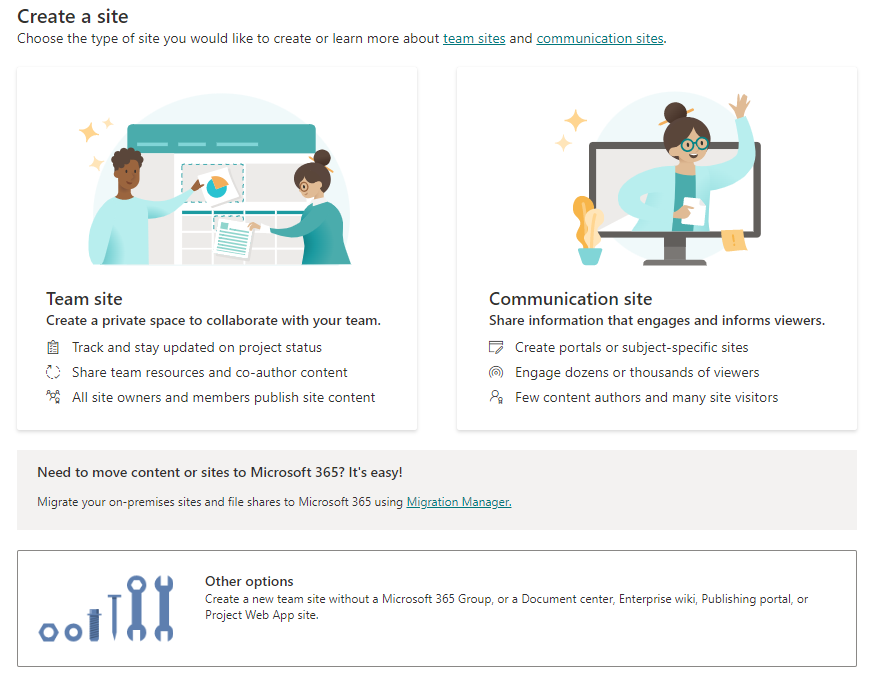 Create a site
Choose the type of site you would like to create or learn more about team sites and communication sites.
Team site
Create a private space to collaborate with your team.
Track and stay updated on project status
Share team resources and co-author content
All site owners and members publish site content
Communication site
Share information that engages and informs viewers.
Create portals or subject-specific sites
Engage dozens or thousands of viewers
Few content authors and many site visitors
Need to move content or sites to Microsoft 365? It's easy!
Migrate your on-premises sites and file shares to Microsoft 365 using Migration Manager.
Other options
Create a new team site without a Microsoft 365 Group, or a Document center, Enterprise wiki, Publishing portal, or
Project Web App site.